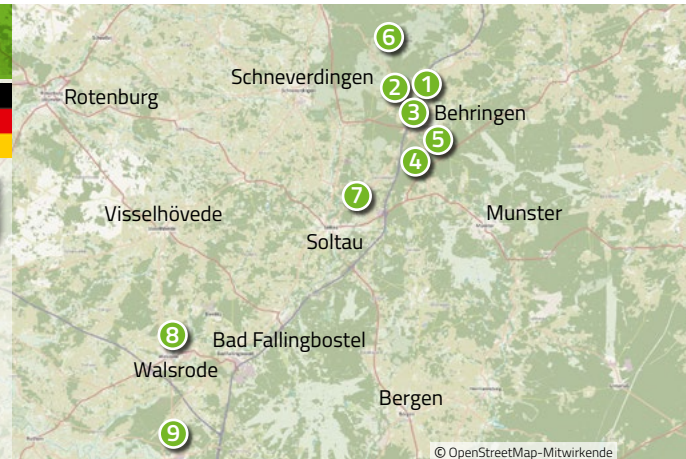 6
Schneverdingen
2
1
Rotenburg
3
Behringen
5
4
7
Visselhövede
Munster
Soltau
8
Bad Fallingbostel
Walsrode
Bergen
9
© OpenStreetMap-Mitwirkende